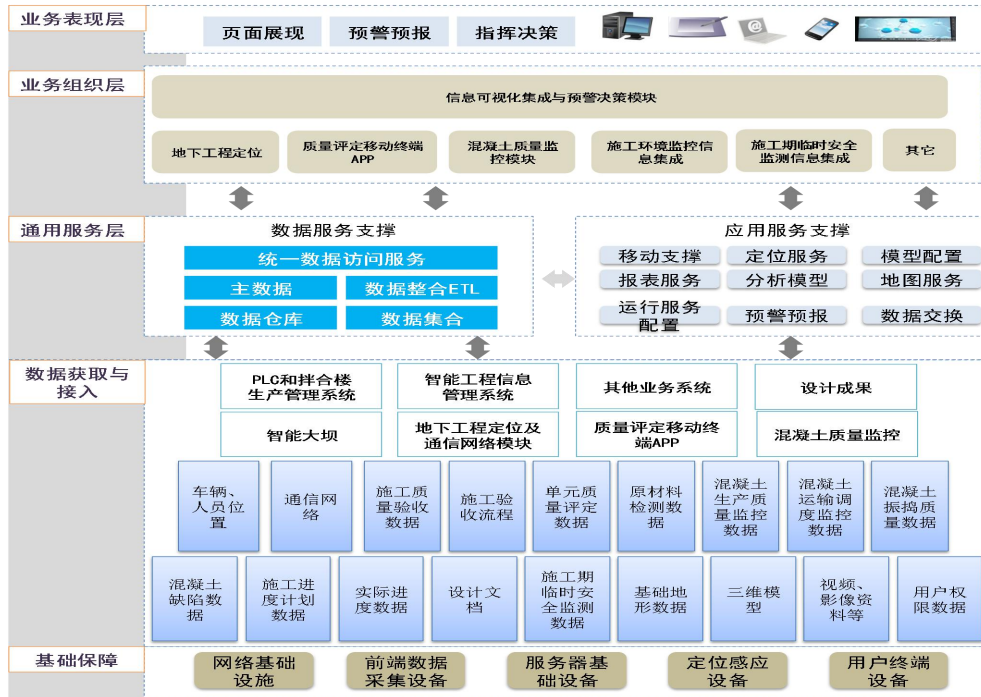 业务表现层
页面展现
预警预报
指挥决策
业务组织层
信息可视化集成与预警决策模块
地下工程定位
质量评定移动终端
APP
混凝土质量监
控模块
施工环境监控信
息集成
施工期临时安全
监测信息集成
其它
通用服务层
数据服务支撑
统一数据访问服务
主数据
数据整合ETL
数据仓库
数据集合
应用服务支撑
移动支撑
定位服务
模型配置
报表服务
分析模型
地图服务
运行服务
配置
预警预报
数据交换
数据获取与
接入
PLC和拌合楼
生产管理系统
智能工程信息
管理系统
其他业务系统
设计成果
智能大坝
地下工程定位及
通信网络模块
质量评定移动终
端APP
混凝土质量监控
车辆、
人员位
置
通信网
络
施工质
量验收
数据
施工验
收流程
单元质
量评定
数据
原材料
检测数
据
混凝土
生产质
量监控
数据
混凝土
运输调
度监控
数据
混凝土
振捣质
量数据
混凝土
缺陷数
据
施工进
度计划
数据
实际进
度数据
设计文
档
施工期
临时安
全监测
数据
基础地
形数据
三维模
型
视频、
影像资
料等
用户权
限数据
基础保障
网络基础
设施
前端数据
采集设备
服务器基
础设备
定位感应
设备
用户终端
设备